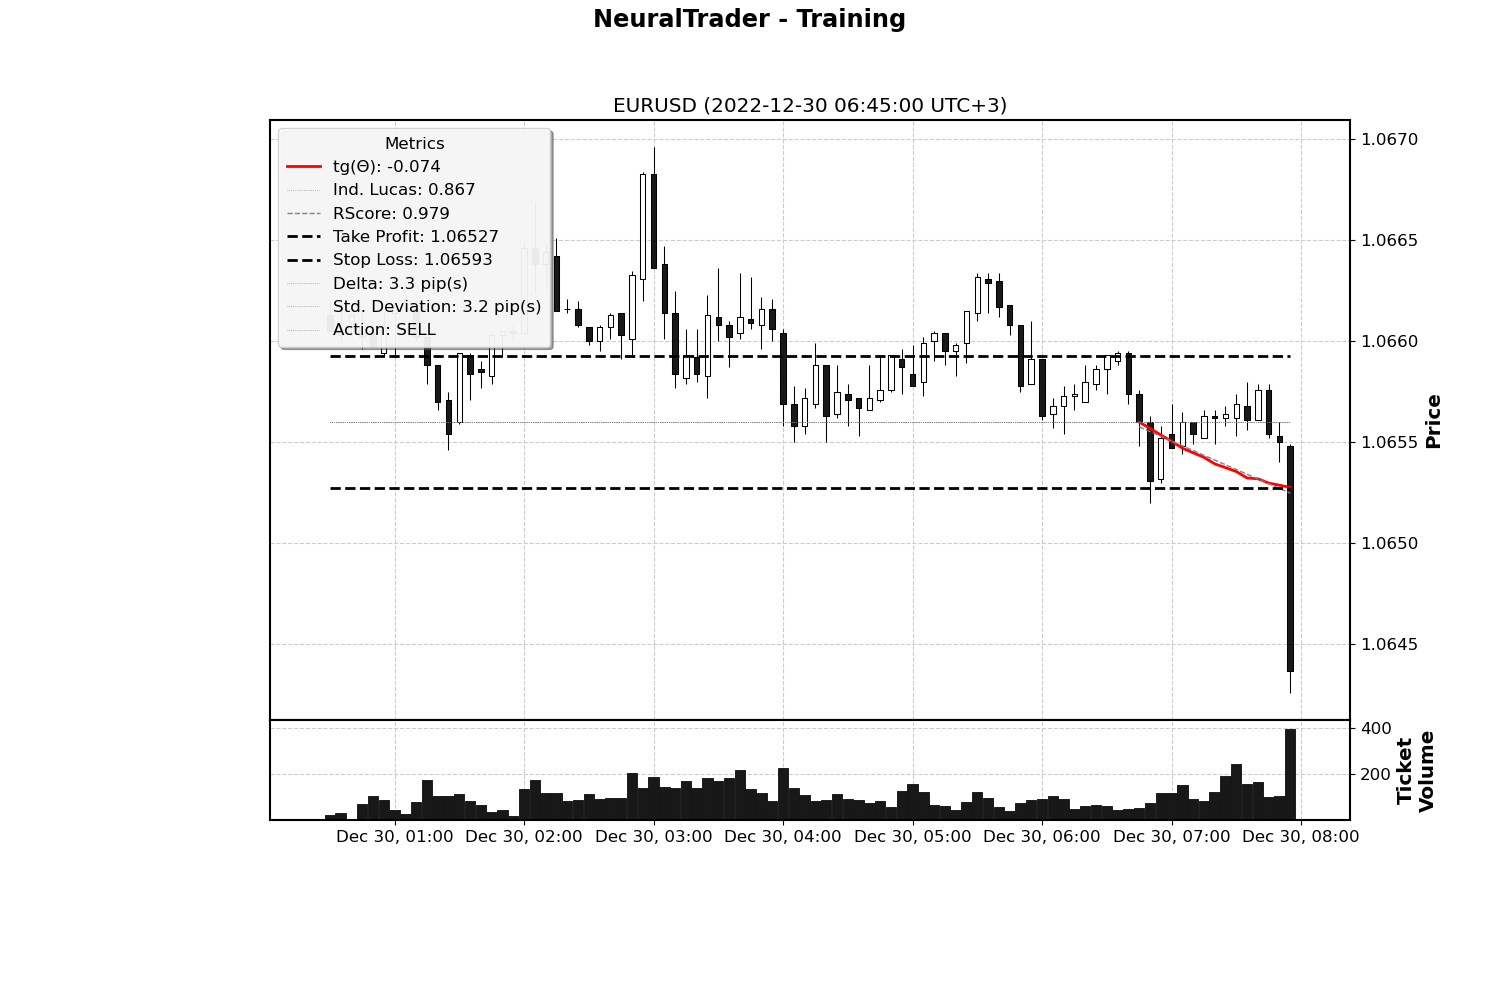 NeuralTrader - Training
EURUSD (2022-12-30 06:45:00 UTC+3)
Metrics
tg(Θ): -0.074
Ind. Lucas: 0.867
RScore: 0.979
Take Profit: 1.06527
Stop Loss: 1.06593
Delta: 3.3 pip(s)
Std. Deviation: 3.2 pip(s)
Action: SELL
1.0670
1.0665
1.0660
1.0655
1.0650
1.0645
Price
400
200
Ticket
Volume
Dec 30, 01:00
Dec 30, 02:00
Dec 30, 03:00
Dec 30, 04:00
Dec 30, 05:00
Dec 30, 06:00
Dec 30, 07:00
Dec 30, 08:00